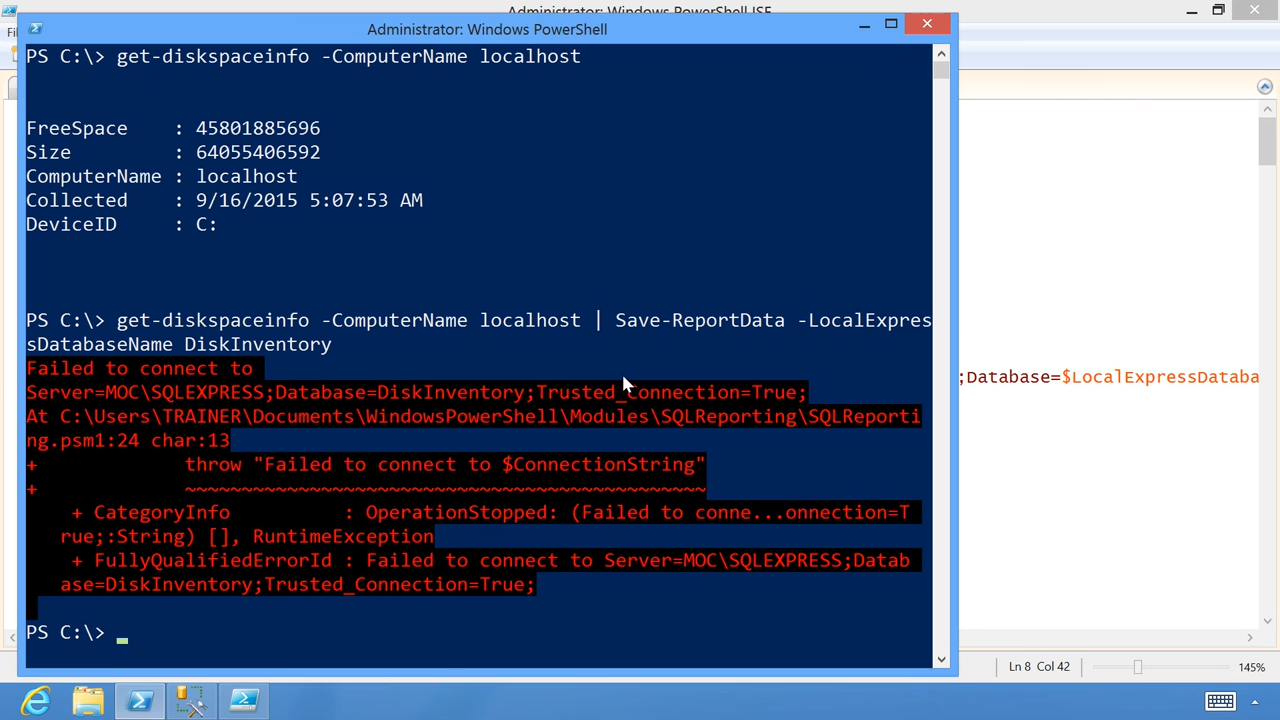 Administrator: Windows PowerShell ISE
Administrator: Windows PowerShell
PS C:\> get-diskspaceinfo -ComputerName localhost
FreeSpace : 45801885696
Size : 64055406592
ComputerName : localhost
Collected : 9/16/2015 5:07:53 AM
DeviceID : C:
PS C:\> get-diskspaceinfo -ComputerName localhost | Save-ReportData -LocalExpres
sDatabaseName DiskInventory
Failed to connect to
Server=MOC\SQLEXPRESS;Database=DiskInventory;Trusted_Connection=True;
At C:\Users\TRAINER\Documents\WindowsPowerShell\Modules\SQLReporting\SQLReporti
ng.psm1:24 char:13
+ throw "Failed to connect to $ConnectionString"
+ ~~~~~~~~~~~~~~~~~~~~~~~~~~~~~~~~~~~~~~~~~~~~~~
+ CategoryInfo : OperationStopped: (Failed to conne...onnection=T
rue;:String) [], RuntimeException
+ FullyQualifiedErrorId : Failed to connect to Server=MOC\SQLEXPRESS;Datab
ase=DiskInventory;Trusted_Connection=True;
PS C:\>
;Database=$LocalExpressDataba
Ln 8 Col 42
145%